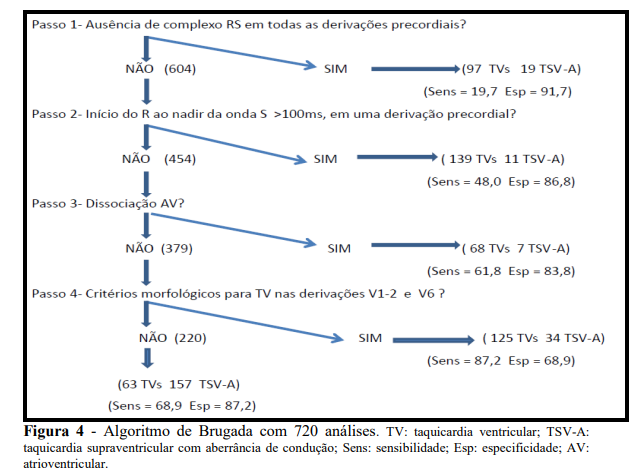 Passo 1- Ausência de complexo RS em todas as derivações precordiais?
NÃO (604) SIM (97 TVs 19 TSV-A)
(Sens = 19,7 Esp = 91,7)
Passo 2- Início do R ao nadir da onda S >100ms, em uma derivação precordial?
NÃO (454) SIM ( 139 TVs 11 TSV-A)
(Sens = 48,0 Esp = 86,8)
Passo 3- Dissociação AV?
NÃO (379) SIM ( 68 TVs 7 TSV-A)
(Sens = 61,8 Esp = 83,8)
Passo 4- Critérios morfológicos para TV nas derivações V1-2 e V6 ?
NÃO (220) SIM ( 125 TVs 34 TSV-A)
(Sens = 87,2 Esp = 68,9)
(63 TVs 157 TSV-A)
(Sens = 68,9 Esp = 87,2)
Figura 4 - Algoritmo de Brugada com 720 análises. TV: taquicardia ventricular; TSV-A:
taquicardia supraventricular com aberrância de condução; Sens: sensibilidade; Esp: especificidade; AV:
atrioventricular.